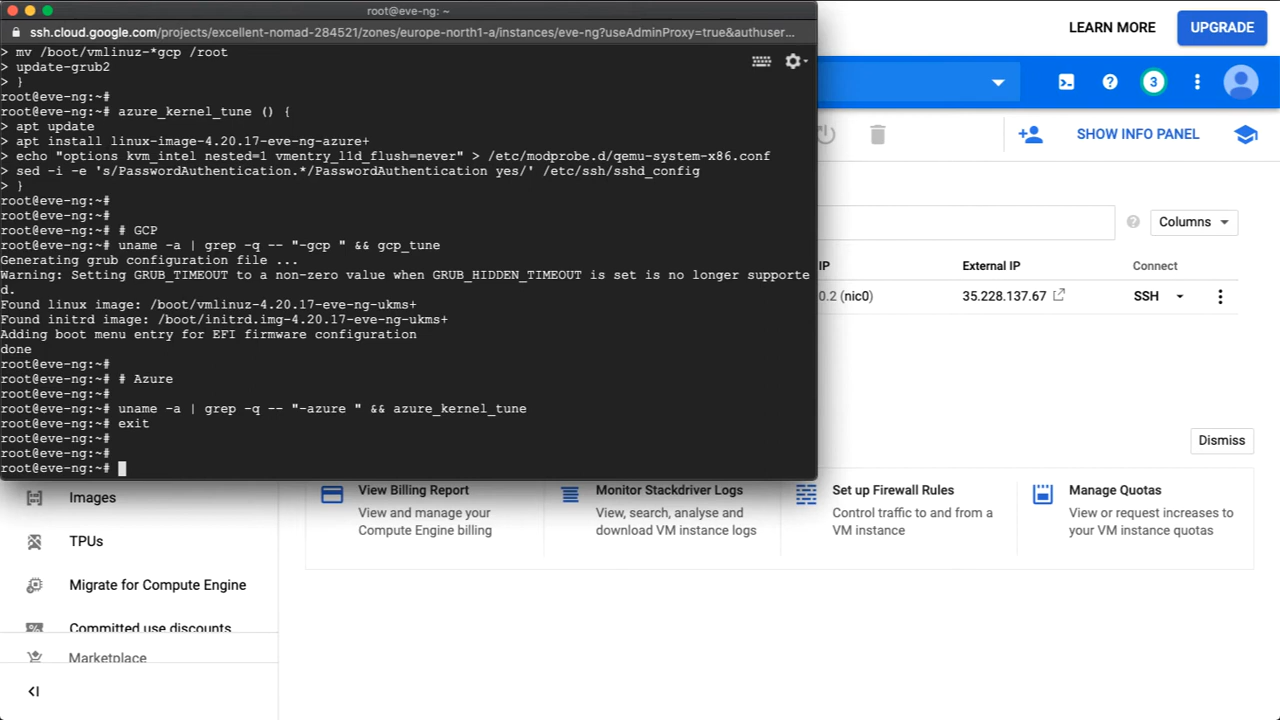 root@eve-ng: ~
ssh.cloud.google.com/projects/excellent-nomad-284521/zones/europe-north1-a/instances/eve-ng?useAdminProxy=true&authuser...
> mv /boot/vmlinuz-*gcp /root
> update-grub2
> }
root@eve-ng:~#
root@eve-ng:~# azure_kernel_tune () {
> apt update
> apt install linux-image-4.20.17-eve-ng-azure+
> echo "options kvm_intel nested=1 vmentry_l1d_flush=never" > /etc/modprobe.d/qemu-system-x86.conf
> sed -i -e 's/PasswordAuthentication.*/PasswordAuthentication yes/' /etc/ssh/sshd_config
> }
root@eve-ng:~#
root@eve-ng:~#
root@eve-ng:~# # GCP
root@eve-ng:~# uname -a | grep -q -- "-gcp " && gcp_tune
Generating grub configuration file ...
Warning: Setting GRUB_TIMEOUT to a non-zero value when GRUB_HIDDEN_TIMEOUT is set is no longer supporte
d.
Found linux image: /boot/vmlinuz-4.20.17-eve-ng-ukms+
Found initrd image: /boot/initrd.img-4.20.17-eve-ng-ukms+
Adding boot menu entry for EFI firmware configuration
done
root@eve-ng:~#
root@eve-ng:~# # Azure
root@eve-ng:~#
root@eve-ng:~# uname -a | grep -q -- "-azure " && azure_kernel_tune
root@eve-ng:~# exit
root@eve-ng:~#
root@eve-ng:~#
root@eve-ng:~#
LEARN MORE
UPGRADE
3
SHOW INFO PANEL
Columns
IP
External IP
Connect
0.2 (nic0)
35.228.137.67
SSH
Dismiss
View Billing Report
View and manage your
Compute Engine billing
Monitor Stackdriver Logs
View, search, analyse and
download VM instance logs
Set up Firewall Rules
Control traffic to and from a
VM instance
Manage Quotas
View or request increases to
your VM instance quotas
Images
TPUs
Migrate for Compute Engine
Committed use discounts
Marketplace